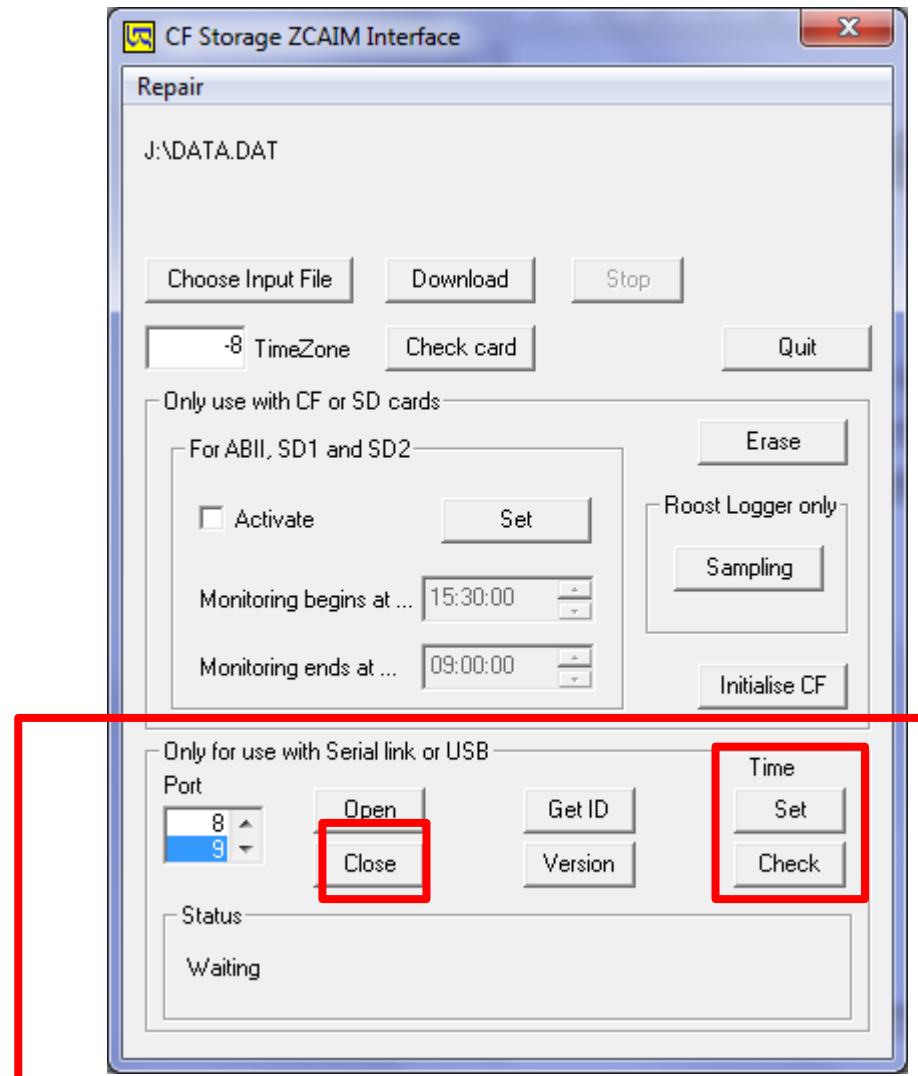 CF Storage ZCAIM Interface
Repair
J:\DATA.DAT
Choose Input File Download Stop
-8 TimeZone Check card Quit
Only use with CF or SD cards
Erase
For ABII, SD1 and SD2
Activate Set
Roost Logger only
Sampling
Monitoring begins at ... 15:30:00
Monitoring ends at ... 09:00:00
Initialise CF
Only for use with Serial link or USB
Time
Port
8 Open Get ID Set
9 Close Version Check
Status
Waiting